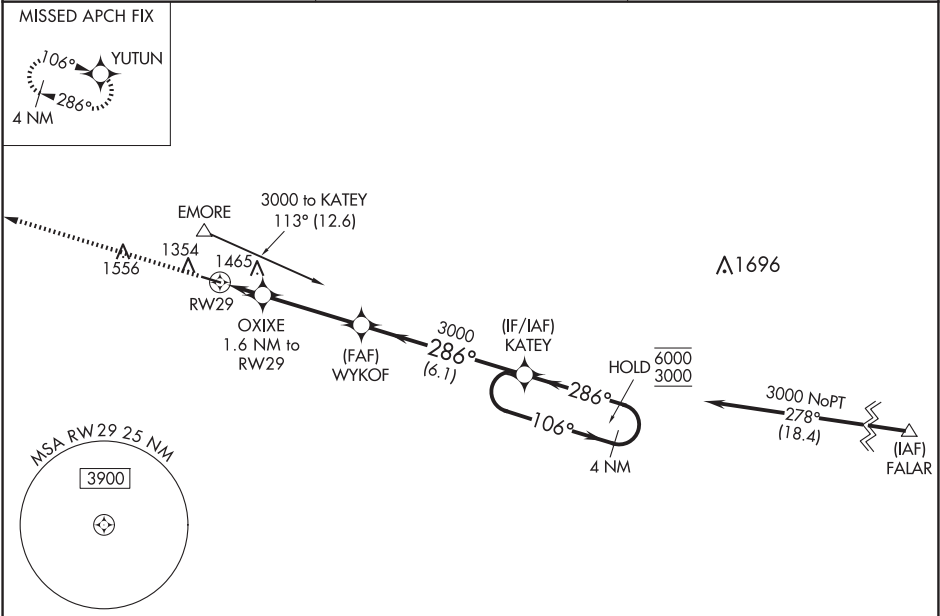 MISSED APCH FIX
106°
YUTUN
286°
4 NM
3000 to KATEY
113° (12.6)
EMORE
1556
1354
1465
1696
RW29
OXIXE
1.6 NM to
RW29
(FAF)
WYKOF
3000
286°
(6.1)
(IF/IAF)
KATEY
HOLD
6000
3000
286°
106°
4 NM
3000 NoPT
278°
(18.4)
(IAF)
FALAR
MSA RW29 25 NM
3900